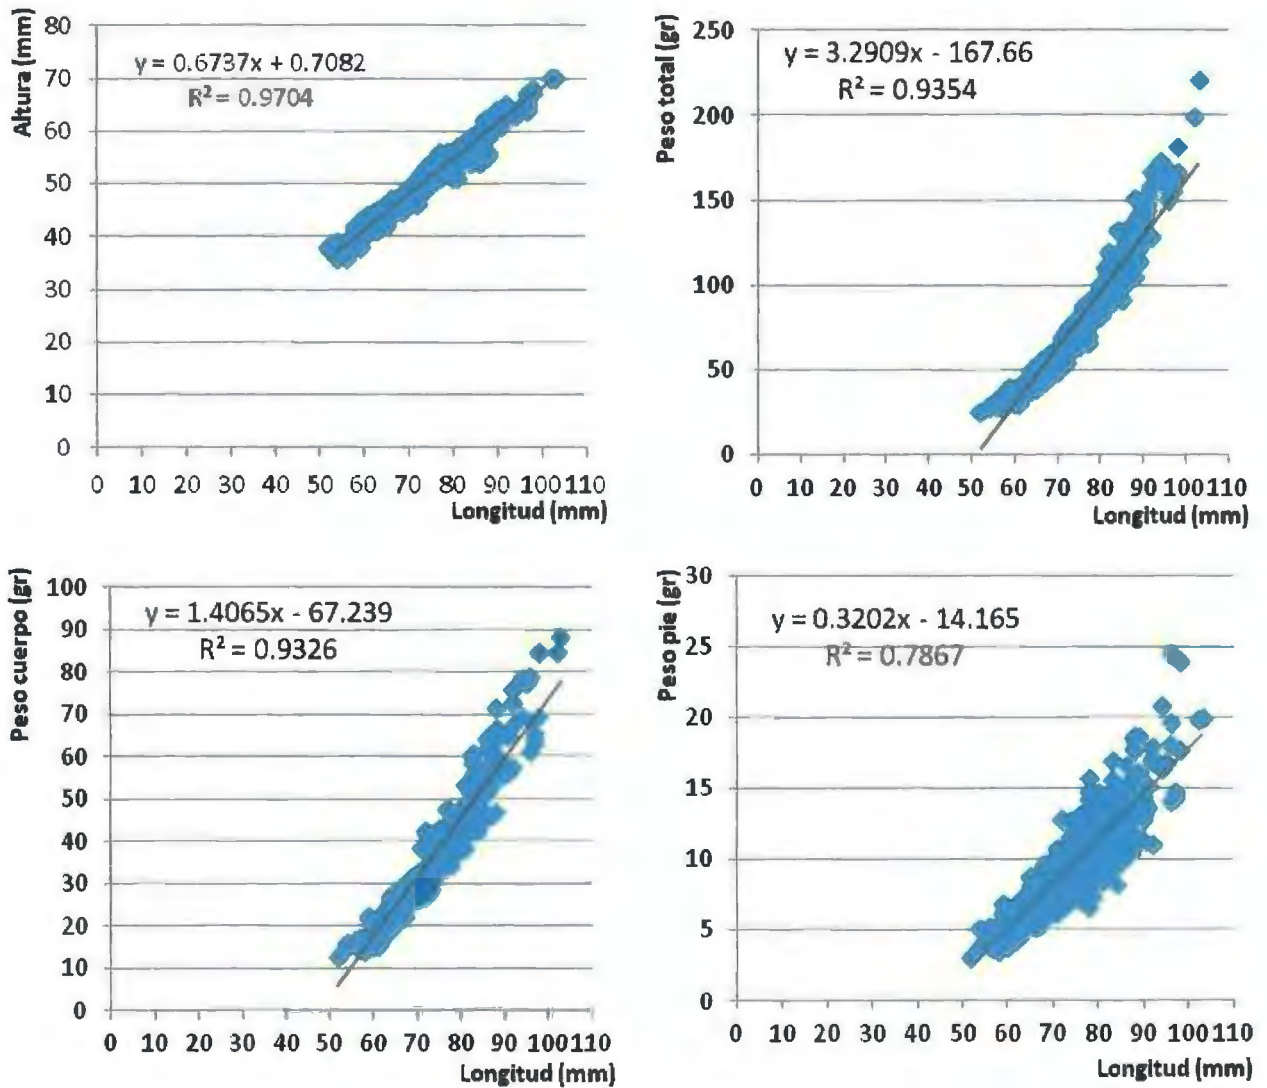 Altura (mm)
80
70
60
50
40
30
20
10
0
y = 0.6737x + 0.7082
R² = 0.9704
0 10 20 30 40 50 60 70 80 90 100 110
Longitud (mm)
Peso total (gr)
250
200
150
100
50
0
y = 3.2909x - 167.66
R² = 0.9354
0 10 20 30 40 50 60 70 80 90 100 110
Longitud (mm)
Peso cuerpo (gr)
100
90
80
70
60
50
40
30
20
10
0
y = 1.4065x - 67.239
R² = 0.9326
0 10 20 30 40 50 60 70 80 90 100 110
Longitud (mm)
Peso pie (gr)
30
25
20
15
10
5
0
y = 0.3202x - 14.165
R² = 0.7867
0 10 20 30 40 50 60 70 80 90 100 110
Longitud (mm)